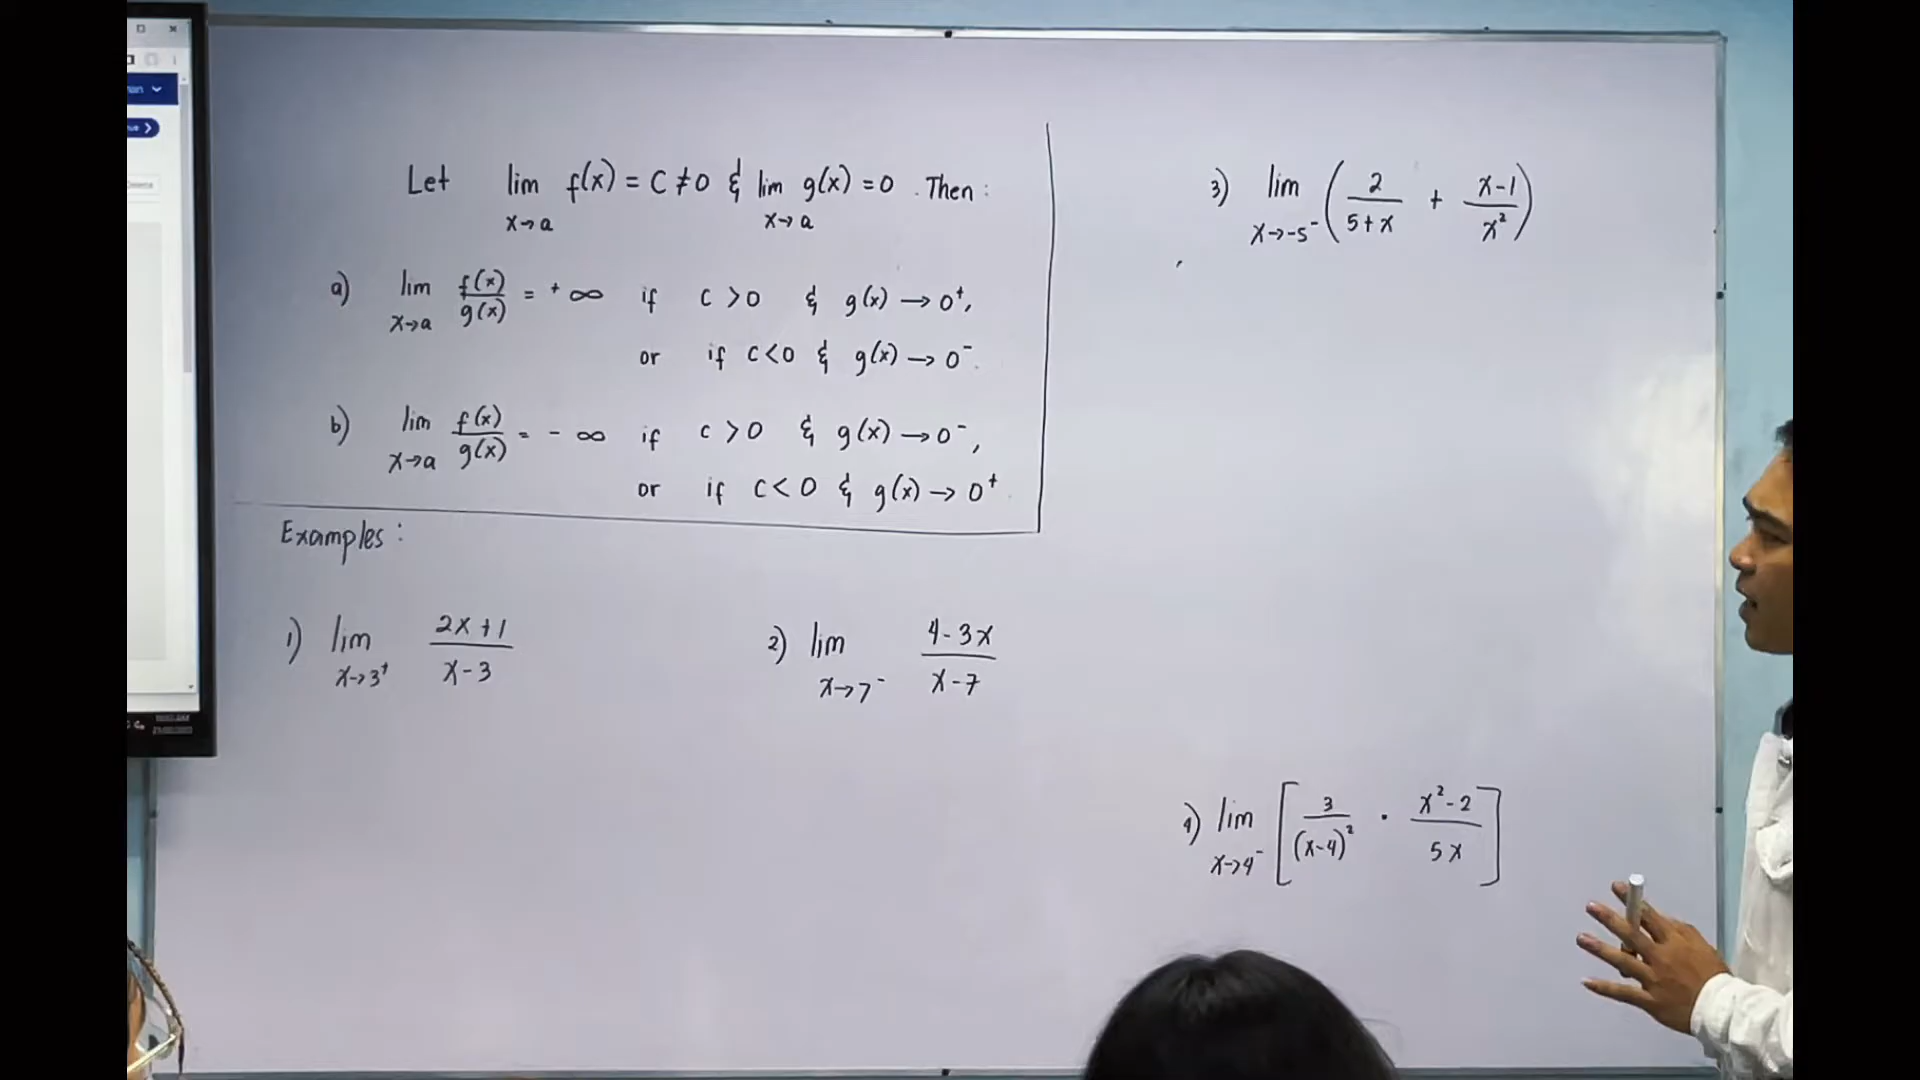 Let lim f(x) = C ≠ 0 & lim g(x) = 0 . Then :
x→a x→a
a) lim f(x)/g(x) = + ∞ if c > 0 & g(x) → 0⁺,
x→a
or if c < 0 & g(x) → 0⁻.
b) lim f(x)/g(x) = - ∞ if c > 0 & g(x) → 0⁻,
x→a
or if c < 0 & g(x) → 0⁺
Examples :
1) lim (2x+1)/(x-3)
x→3⁺
2) lim (4-3x)/(x-7)
x→7⁻
3) lim ( 2/(5+x) + (x-1)/x² )
x→-5⁻
4) lim [ 3/(x-4)² · (x²-2)/5x ]
x→4⁻